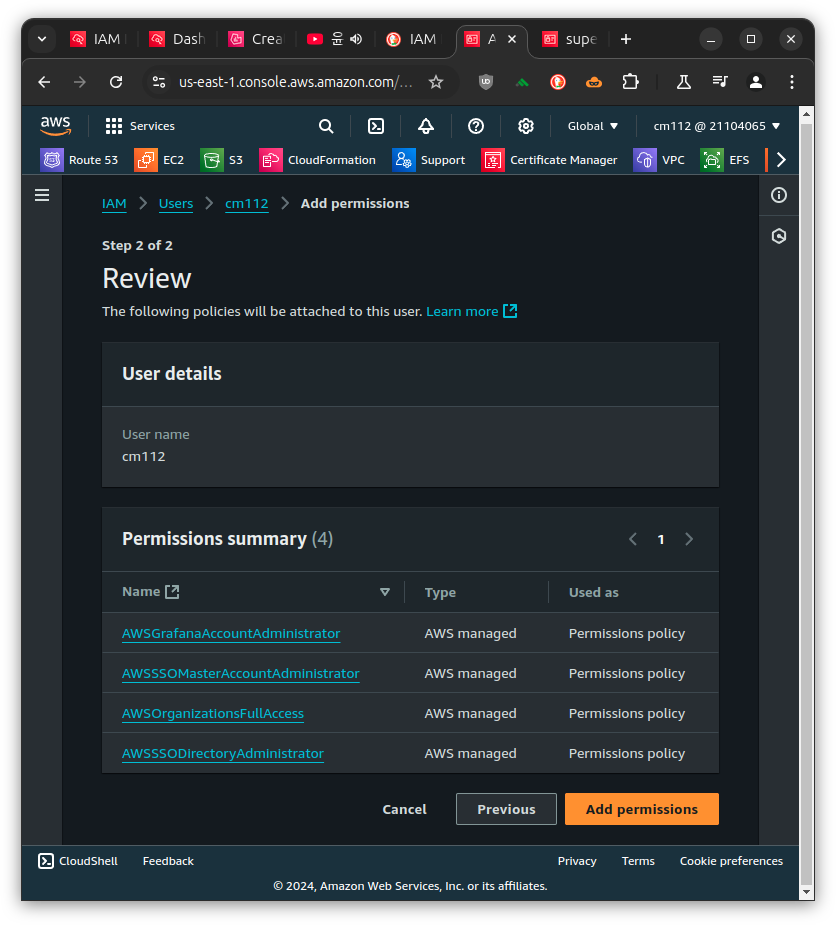 IAM
Dash
Crea
윤
IAM
A
supe
us-east-1.console.aws.amazon.com/...
aws
Services
Global
cm112 @ 21104065
Route 53
EC2
S3
CloudFormation
Support
Certificate Manager
VPC
EFS
IAM
Users
cm112
Add permissions
Step 2 of 2
Review
The following policies will be attached to this user. Learn more
User details
User name
cm112
Permissions summary (4)
1
Name
Type
Used as
AWSGrafanaAccountAdministrator
AWS managed
Permissions policy
AWSSSOMasterAccountAdministrator
AWS managed
Permissions policy
AWSOrganizationsFullAccess
AWS managed
Permissions policy
AWSSSODirectoryAdministrator
AWS managed
Permissions policy
Cancel
Previous
Add permissions
CloudShell
Feedback
Privacy
Terms
Cookie preferences
© 2024, Amazon Web Services, Inc. or its affiliates.